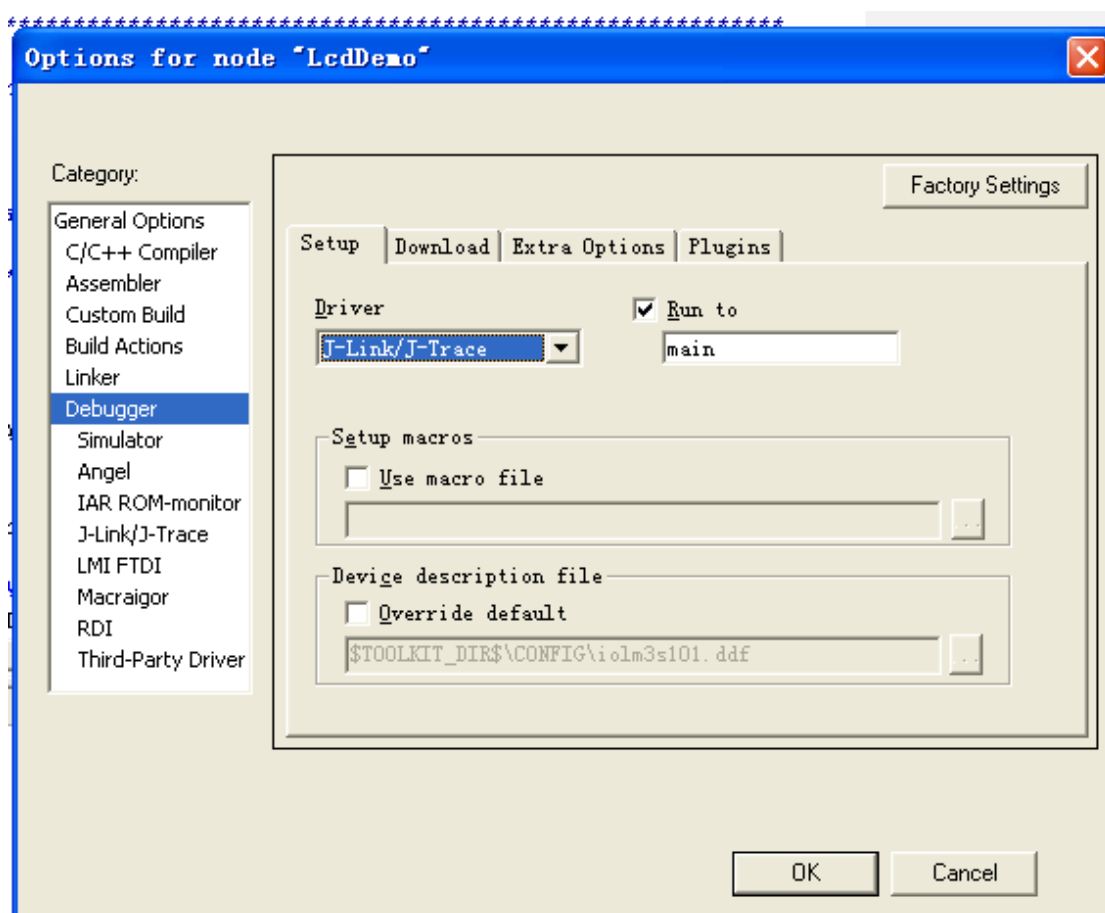 Options for node "LcdDemo"
Category:
General Options
C/C++ Compiler
Assembler
Custom Build
Build Actions
Linker
Debugger
Simulator
Angel
IAR ROM-monitor
J-Link/J-Trace
LMI FTDI
Macraigor
RDI
Third-Party Driver
Factory Settings
Setup Download Extra Options Plugins
Driver
Run to
J-Link/J-Trace
main
Setup macros
Use macro file
...
Device description file
Override default
$TOOLKIT_DIR$\CONFIG\iolm3s101.ddf
...
OK Cancel